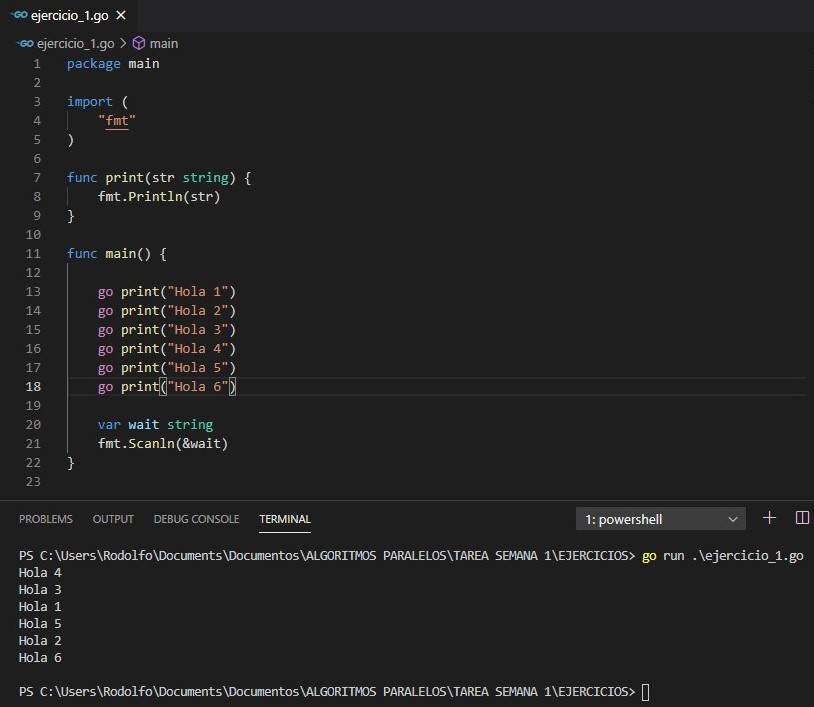 GO ejercicio_1.go ×
GO ejercicio_1.go > main
1 package main
2
3 import (
4 "fmt"
5 )
6
7 func print(str string) {
8 fmt.Println(str)
9 }
10
11 func main() {
12
13 go print("Hola 1")
14 go print("Hola 2")
15 go print("Hola 3")
16 go print("Hola 4")
17 go print("Hola 5")
18 go print("Hola 6")
19
20 var wait string
21 fmt.Scanln(&wait)
22 }
23
PROBLEMS OUTPUT DEBUG CONSOLE TERMINAL 1: powershell
PS C:\Users\Rodolfo\Documents\Documentos\ALGORITMOS PARALELOS\TAREA SEMANA 1\EJERCICIOS> go run .\ejercicio_1.go
Hola 4
Hola 3
Hola 1
Hola 5
Hola 2
Hola 6
PS C:\Users\Rodolfo\Documents\Documentos\ALGORITMOS PARALELOS\TAREA SEMANA 1\EJERCICIOS>